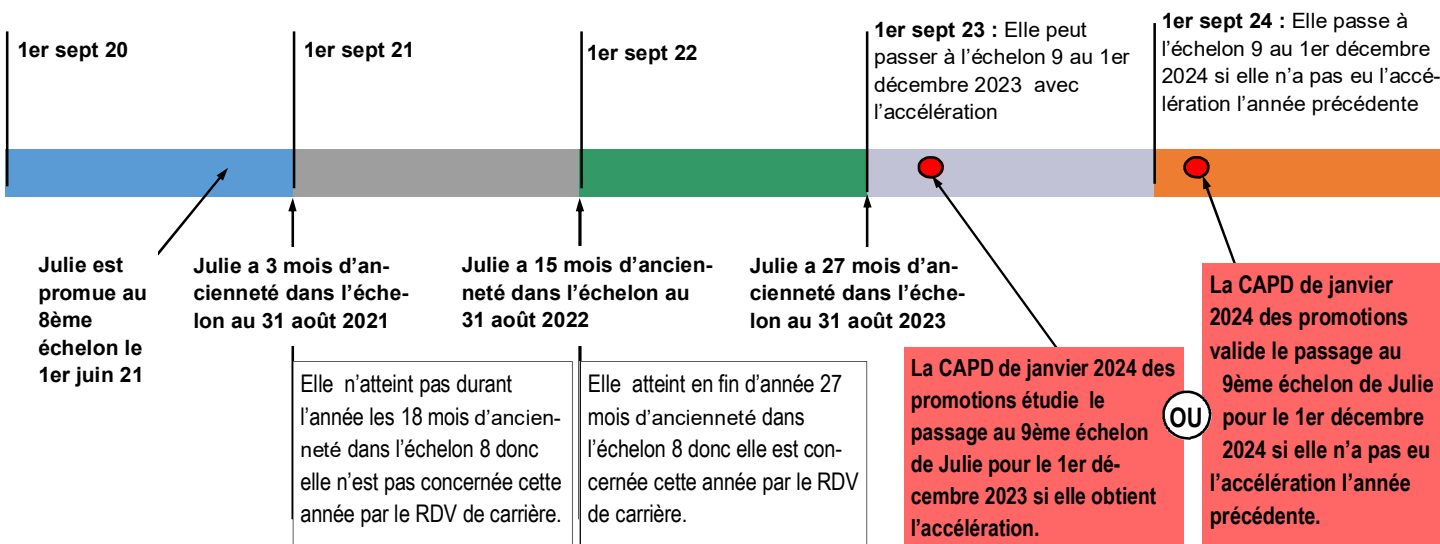 1er sept 20
1er sept 21
1er sept 22
1er sept 23 : Elle peut
passer à l'échelon 9 au 1er
décembre 2023 avec
l'accélération
1er sept 24 : Elle passe à
l'échelon 9 au 1er décembre
2024 si elle n'a pas eu l'accé-
lération l'année précédente
Julie est
promue au
8ème
échelon le
1er juin 21
Julie a 3 mois d'an-
cienneté dans l'éche-
lon au 31 août 2021
Julie a 15 mois d'ancien-
neté dans l'échelon au
31 août 2022
Julie a 27 mois d'an-
cienneté dans l'éche-
lon au 31 août 2023
Elle n'atteint pas durant
l'année les 18 mois d'ancien-
neté dans l'échelon 8 donc
elle n'est pas concernée cette
année par le RDV de carrière.
Elle atteint en fin d'année 27
mois d'ancienneté dans
l'échelon 8 donc elle est con-
cernée cette année par le RDV
de carrière.
La CAPD de janvier 2024 des
promotions étudie le
passage au 9ème échelon
de Julie pour le 1er dé-
cembre 2023 si elle obtient
l'accélération.
OU
La CAPD de janvier
2024 des promotions
valide le passage au
9ème échelon de Julie
pour le 1er décembre
2024 si elle n'a pas eu
l'accélération l'année
précédente.